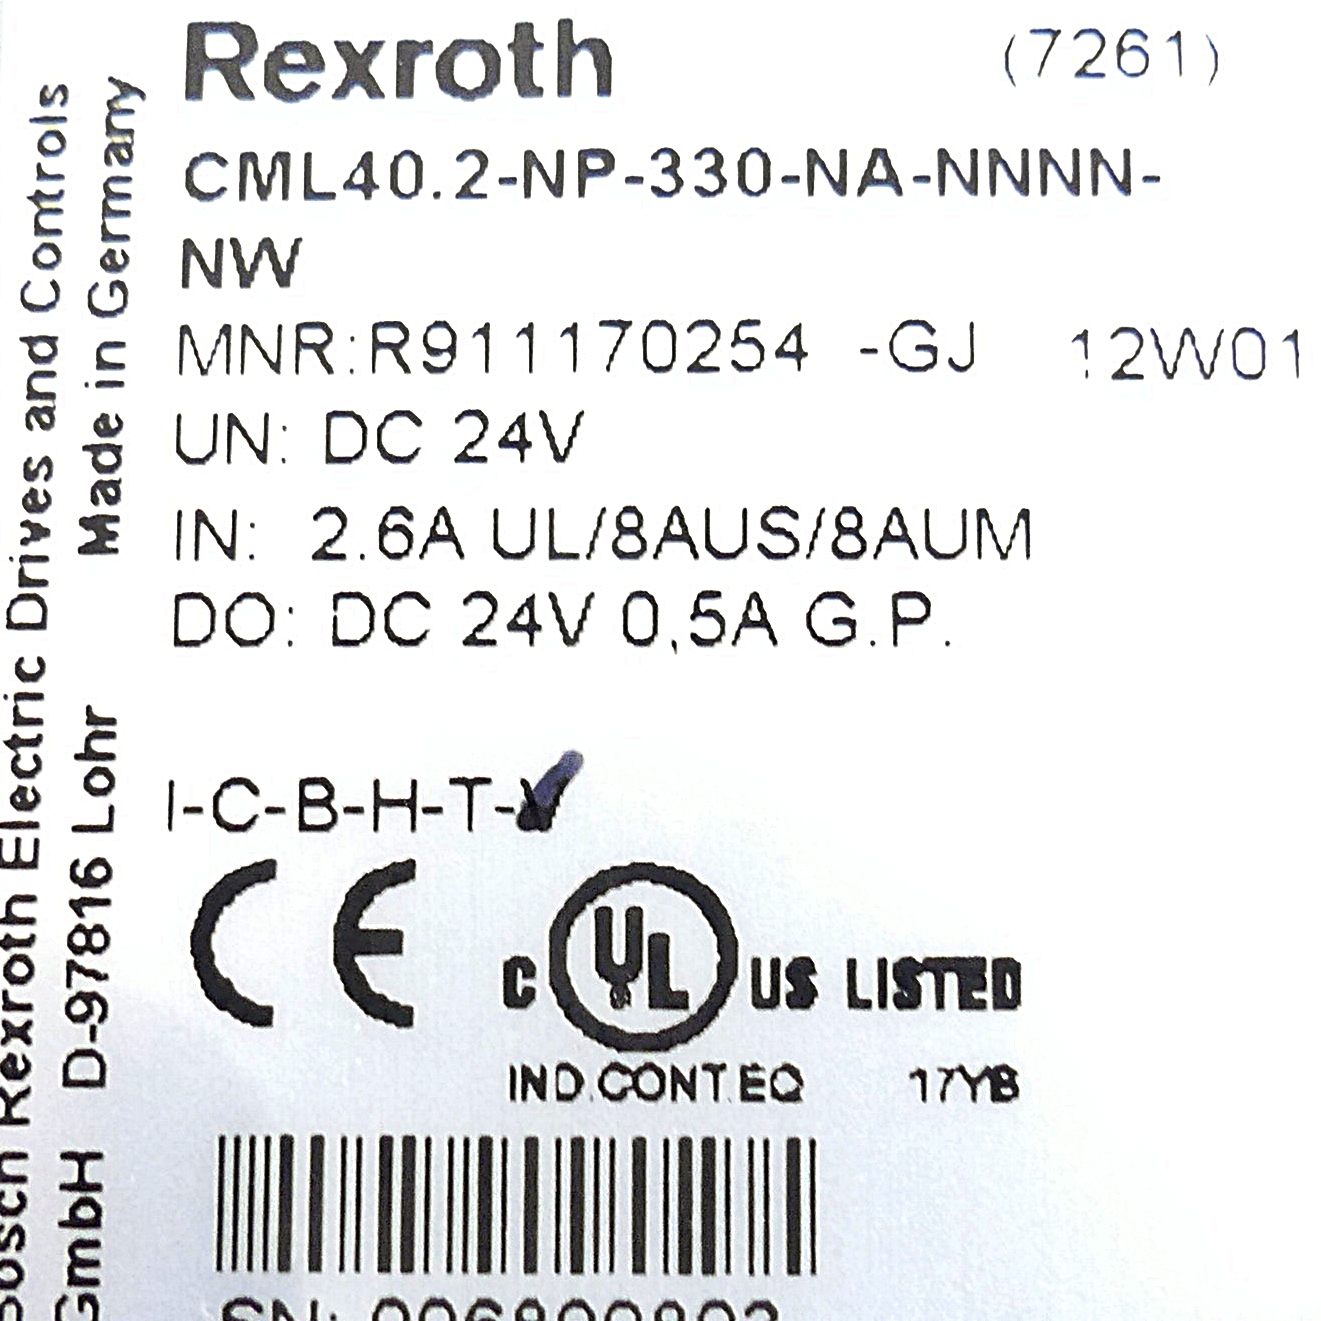 Rexroth (7261)
CML40.2-NP-330-NA-NNNN-
NW
MNR:R911170254 -GJ 12W01
UN: DC 24V
IN: 2.6A UL/8AUS/8AUM
DO: DC 24V 0,5A G.P.
I-C-B-H-T-
CE
C UL US LISTED
IND.CONT.EQ 17YB
SN:
Bosch Rexroth Electric Drives and Controls
GmbH D-97816 Lohr Made in Germany